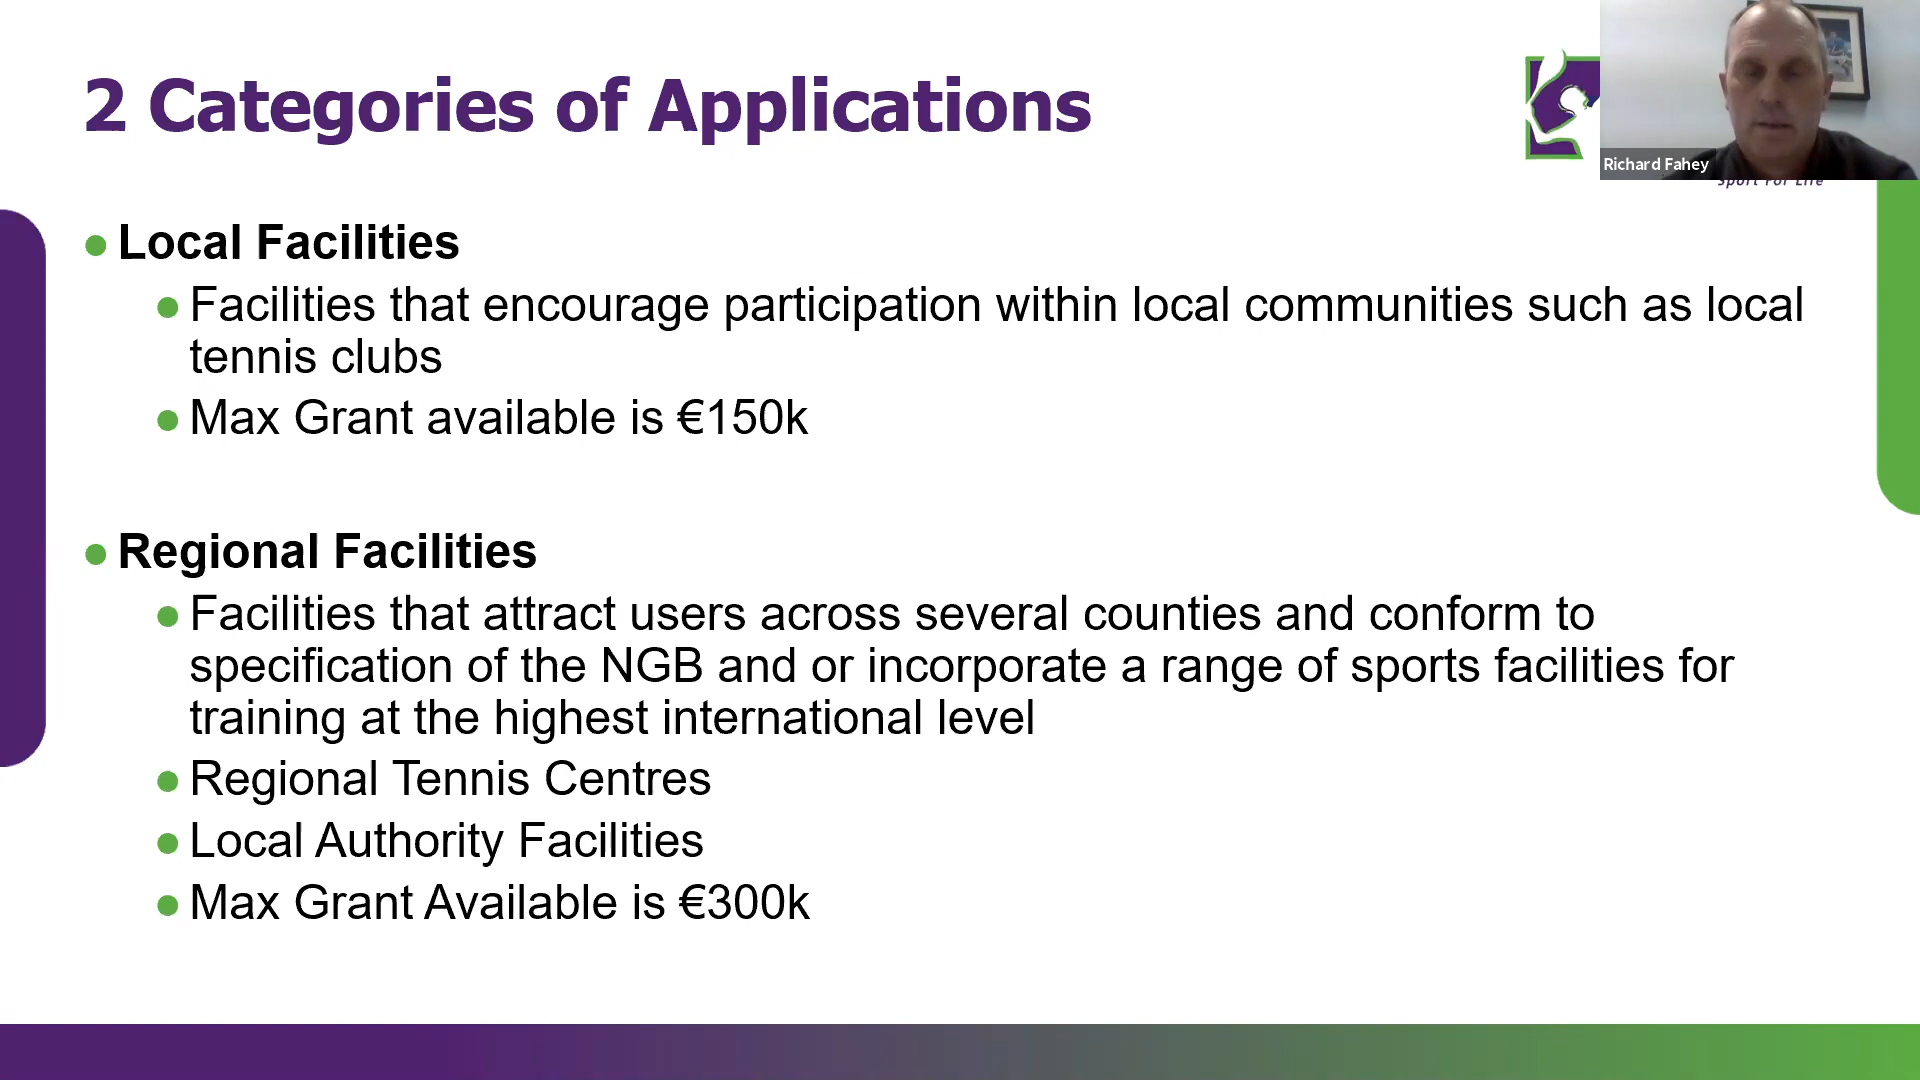 2 Categories of Applications
Richard Fahey
Sport For Life
Local Facilities
Facilities that encourage participation within local communities such as local
tennis clubs
Max Grant available is €150k
Regional Facilities
Facilities that attract users across several counties and conform to
specification of the NGB and or incorporate a range of sports facilities for
training at the highest international level
Regional Tennis Centres
Local Authority Facilities
Max Grant Available is €300k